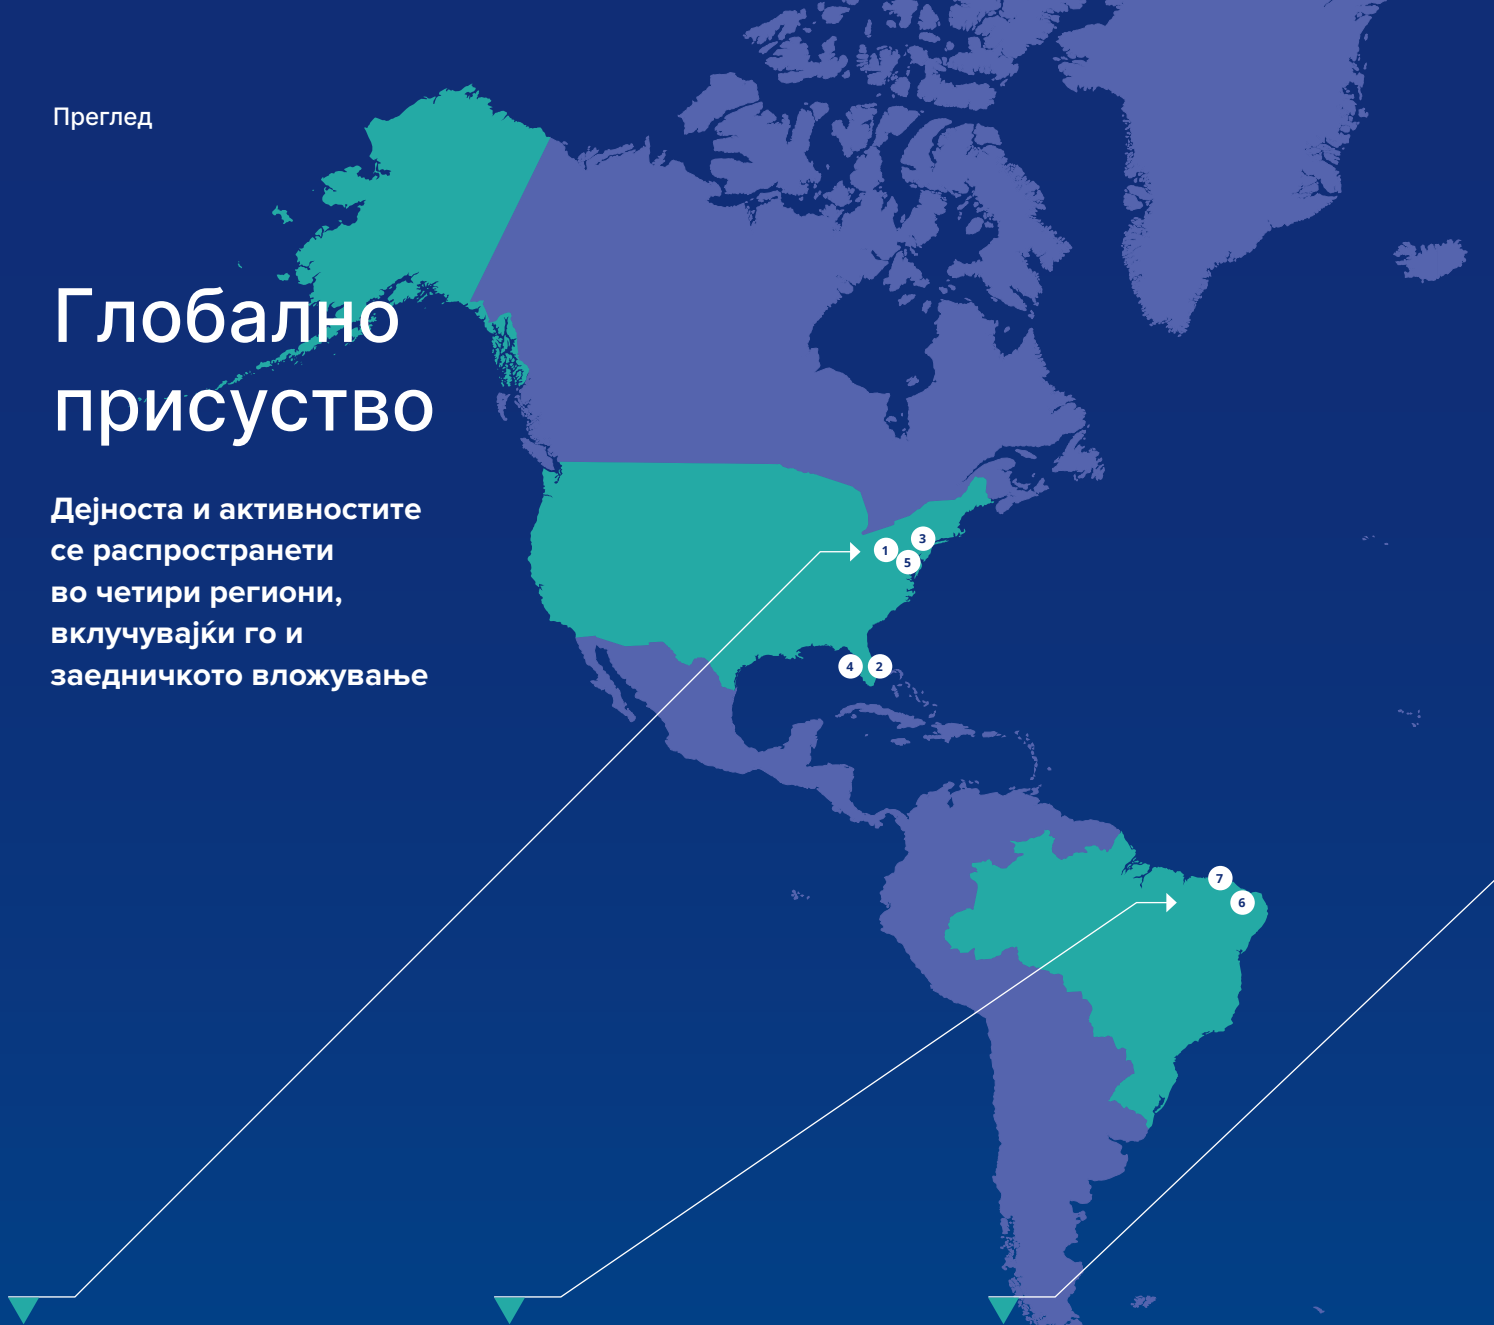 Преглед
Глобално
присуство
Дејноста и активностите
се распространети
во четири региони,
вклучувајќи го и
заедничкото вложување
3
1
5
4
2
7
6